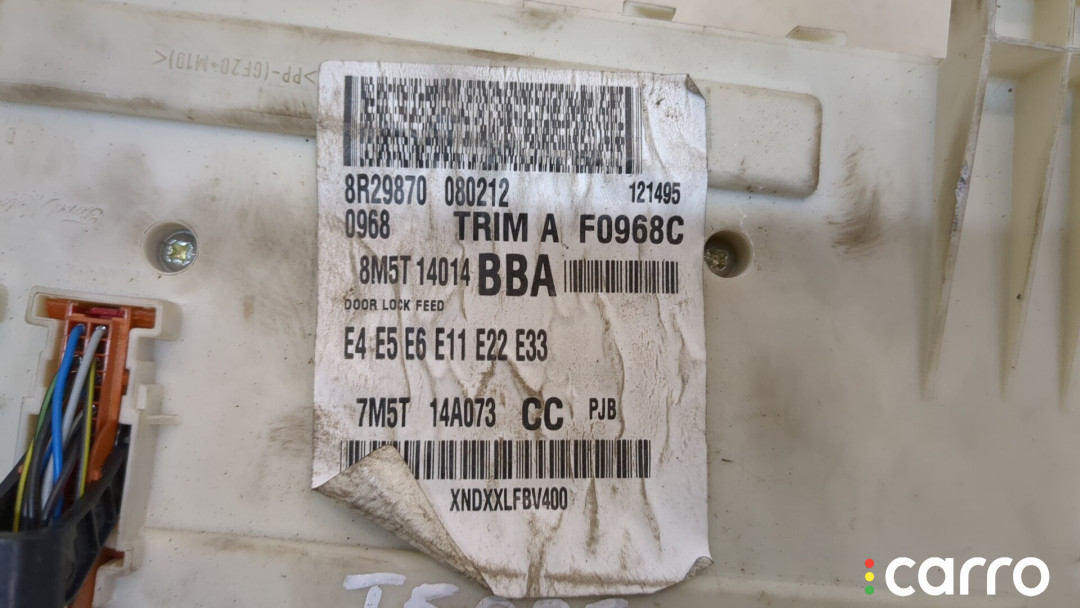 >PP-(GF20+M10)<
8R29870 080212 121495
0968 TRIM A F0968C
8M5T 14014 BBA
DOOR LOCK FEED
E4 E5 E6 E11 E22 E33
7M5T 14A073 CC PJB
XNDXXLFBV400
carro